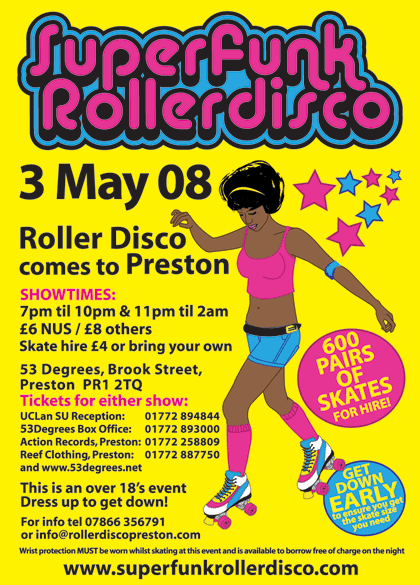 SuperFunk
Rollerdisco
3 May 08
Roller Disco
comes to Preston
SHOWTIMES:
7pm til 10pm & 11pm til 2am
£6 NUS / £8 others
Skate hire £4 or bring your own
53 Degrees, Brook Street,
Preston PR1 2TQ
Tickets for either show:
UCLan SU Reception: 01772 894844
53Degrees Box Office: 01772 893000
Action Records, Preston: 01772 258809
Reef Clothing, Preston: 01772 887750
and www.53degrees.net
This is an over 18's event
Dress up to get down!
For info tel 07866 356791
or info@rollerdiscopreston.com
600
PAIRS
OF
SKATES
FOR HIRE!
GET
DOWN
EARLY
to ensure you get
the skate size
you need
Wrist protection MUST be worn whilst skating at this event and is available to borrow free of charge on the night
www.superfunkrollerdisco.com